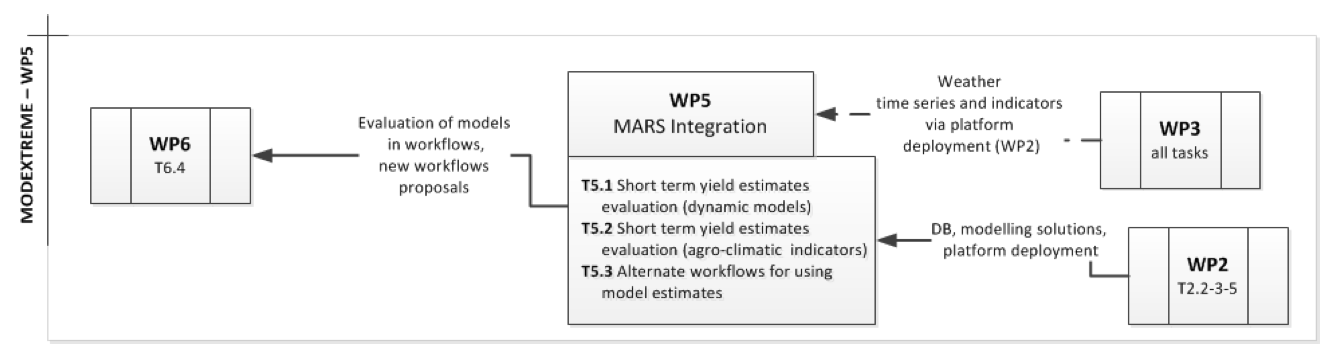 MODEXTREME – WP5
WP6
T6.4
Evaluation of models
in workflows,
new workflows
proposals
WP5
MARS Integration
T5.1 Short term yield estimates
evaluation (dynamic models)
T5.2 Short term yield estimates
evaluation (agro-climatic indicators)
T5.3 Alternate workflows for using
model estimates
Weather
time series and indicators
via platform
deployment (WP2)
WP3
all tasks
DB, modelling solutions,
platform deployment
WP2
T2.2-3-5